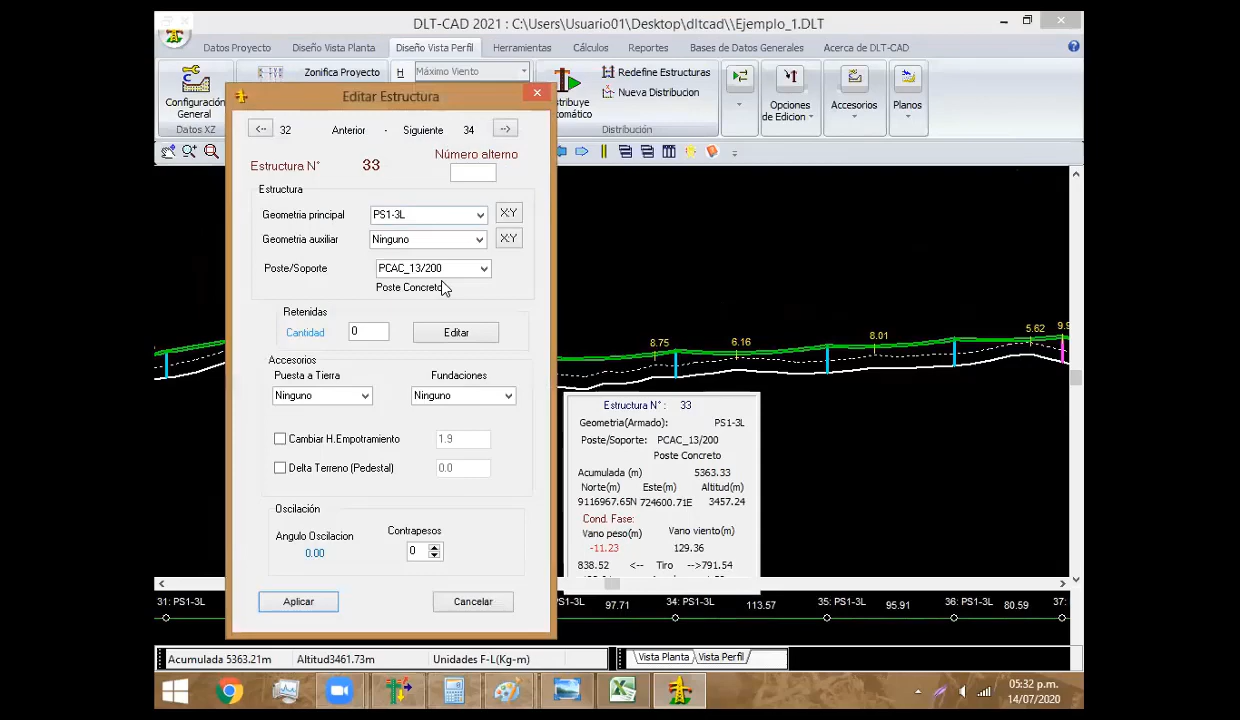 DLT-CAD 2021 : C:\Users\Usuario01\Desktop\dltcad\\Ejemplo_1.DLT
Datos Proyecto
Diseño Vista Planta
Diseño Vista Perfil
Herramientas
Cálculos
Reportes
Bases de Datos Generales
Acerca de DLT-CAD
Configuración
General
Datos XZ
Zonifica Proyecto
H
Máximo Viento
Redefine Estructuras
Nueva Distribucion
Distribución
Opciones
de Edicion
Accesorios
Planos
Editar Estructura
<--
32
Anterior
-
Siguiente
34
-->
Estructura N°
33
Número alterno
Estructura
Geometria principal
PS1-3L
XY
Geometria auxiliar
Ninguno
XY
Poste/Soporte
PCAC_13/200
Poste Concreto
Retenidas
Cantidad
0
Editar
Accesorios
Puesta a Tierra
Fundaciones
Ninguno
Ninguno
Cambiar H.Empotramiento
1.9
Delta Terreno (Pedestal)
0.0
Oscilación
Angulo Oscilacion
Contrapesos
0.00
0
Aplicar
Cancelar
8.75
6.16
8.01
5.62
Estructura N° :
33
Geometria(Armado):
PS1-3L
Poste/Soporte:
PCAC_13/200
Poste Concreto
Acumulada (m)
5363.33
Norte(m)
Este(m)
Altitud(m)
9116967.65N
724600.71E
3457.24
Cond. Fase:
Vano peso(m)
Vano viento(m)
-11.23
129.36
838.52
<--
Tiro
-->791.54
31: PS1-3L
97.71
34: PS1-3L
113.57
35: PS1-3L
95.91
36: PS1-3L
80.59
37:
Acumulada 5363.21m
Altitud3461.73m
Unidades F-L(Kg-m)
Vista Planta
Vista Perfil
05:32 p.m.
14/07/2020